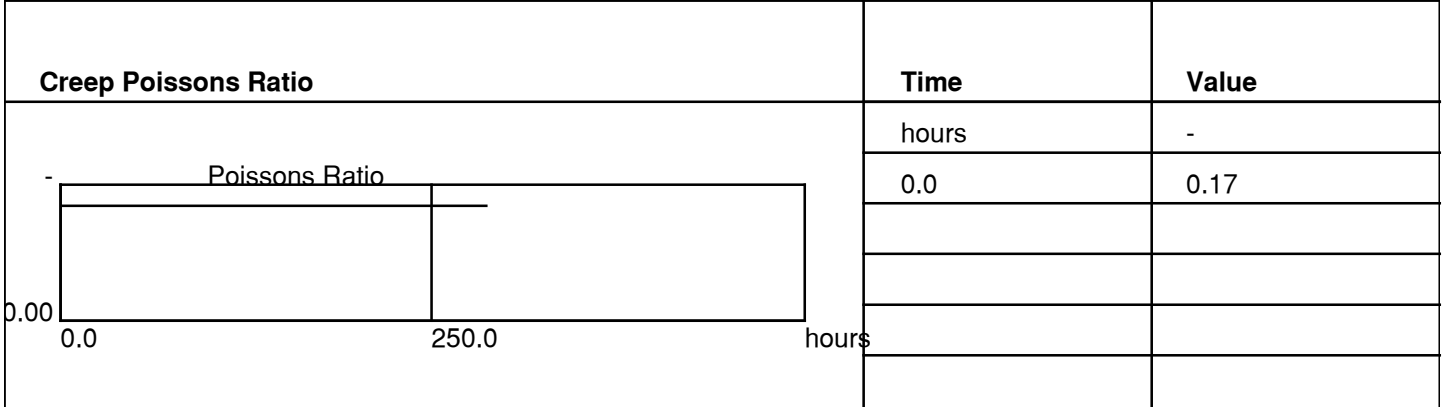 Creep Poissons Ratio Time Value
hours -
- Poissons Ratio 0.0 0.17
0.00
0.0 250.0 hours